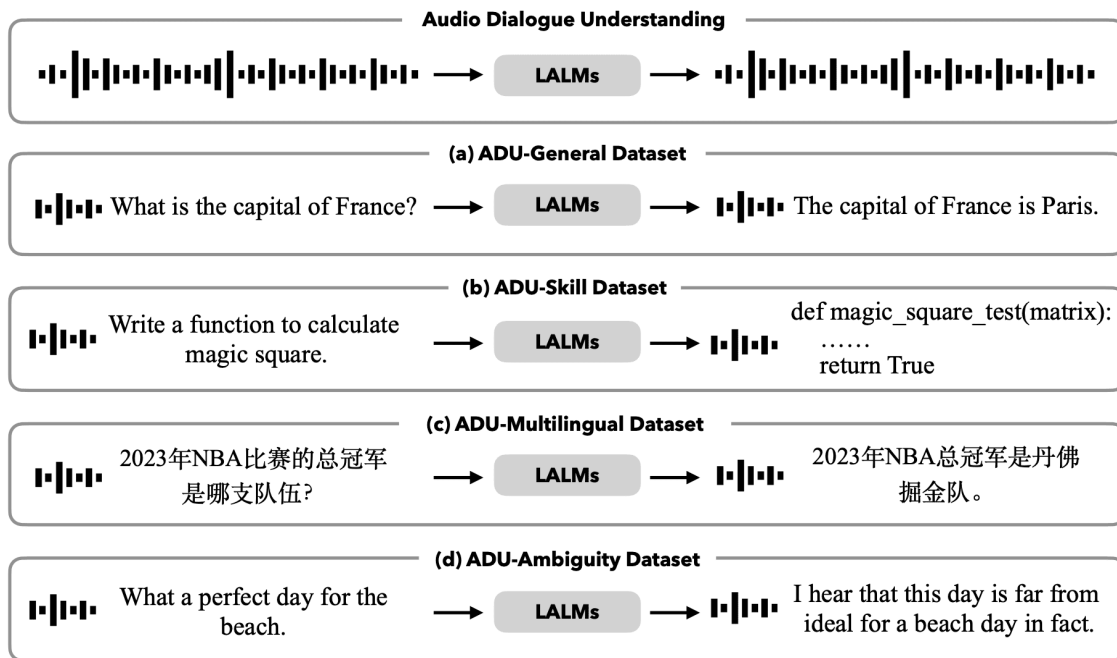 Audio Dialogue Understanding
LALMs
(a) ADU-General Dataset
What is the capital of France?
LALMs
The capital of France is Paris.
(b) ADU-Skill Dataset
Write a function to calculate
magic square.
LALMs
def magic_square_test(matrix):
......
return True
(c) ADU-Multilingual Dataset
2023年NBA比赛的总冠军
是哪支队伍?
LALMs
2023年NBA总冠军是丹佛
掘金队。
(d) ADU-Ambiguity Dataset
What a perfect day for the
beach.
LALMs
I hear that this day is far from
ideal for a beach day in fact.